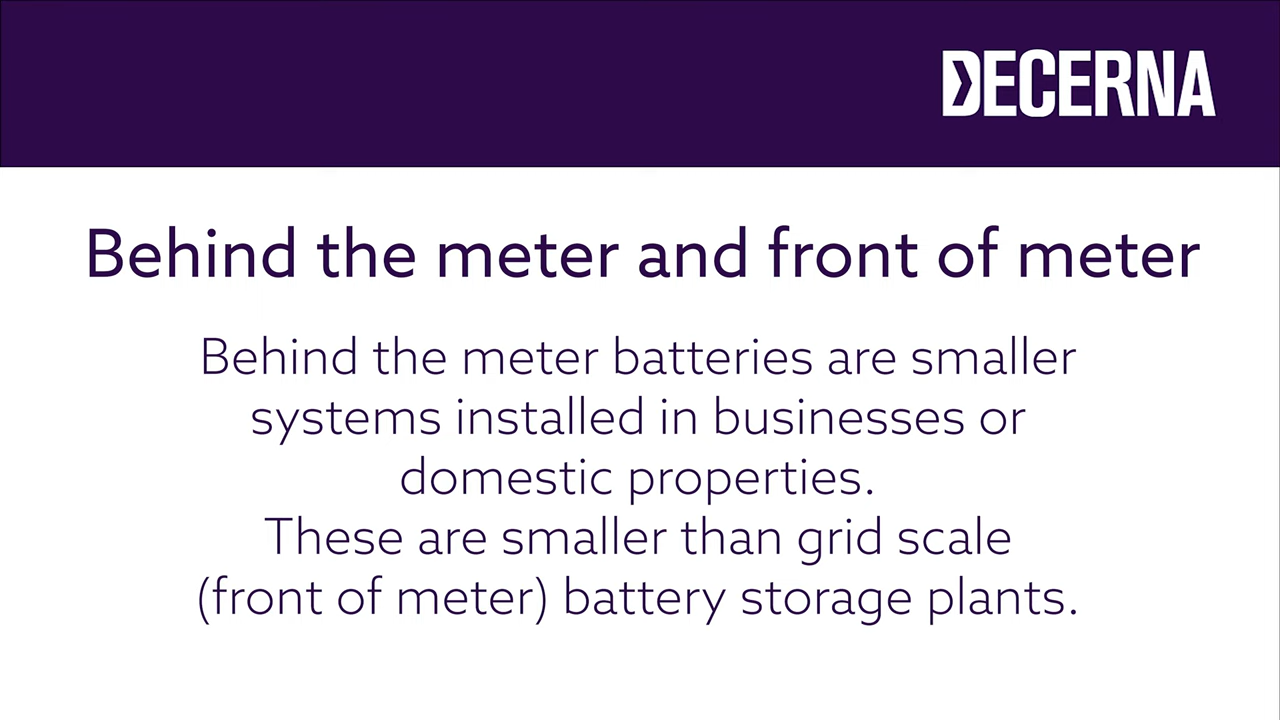 DECERNA
Behind the meter and front of meter
Behind the meter batteries are smaller
systems installed in businesses or
domestic properties.
These are smaller than grid scale
(front of meter) battery storage plants.